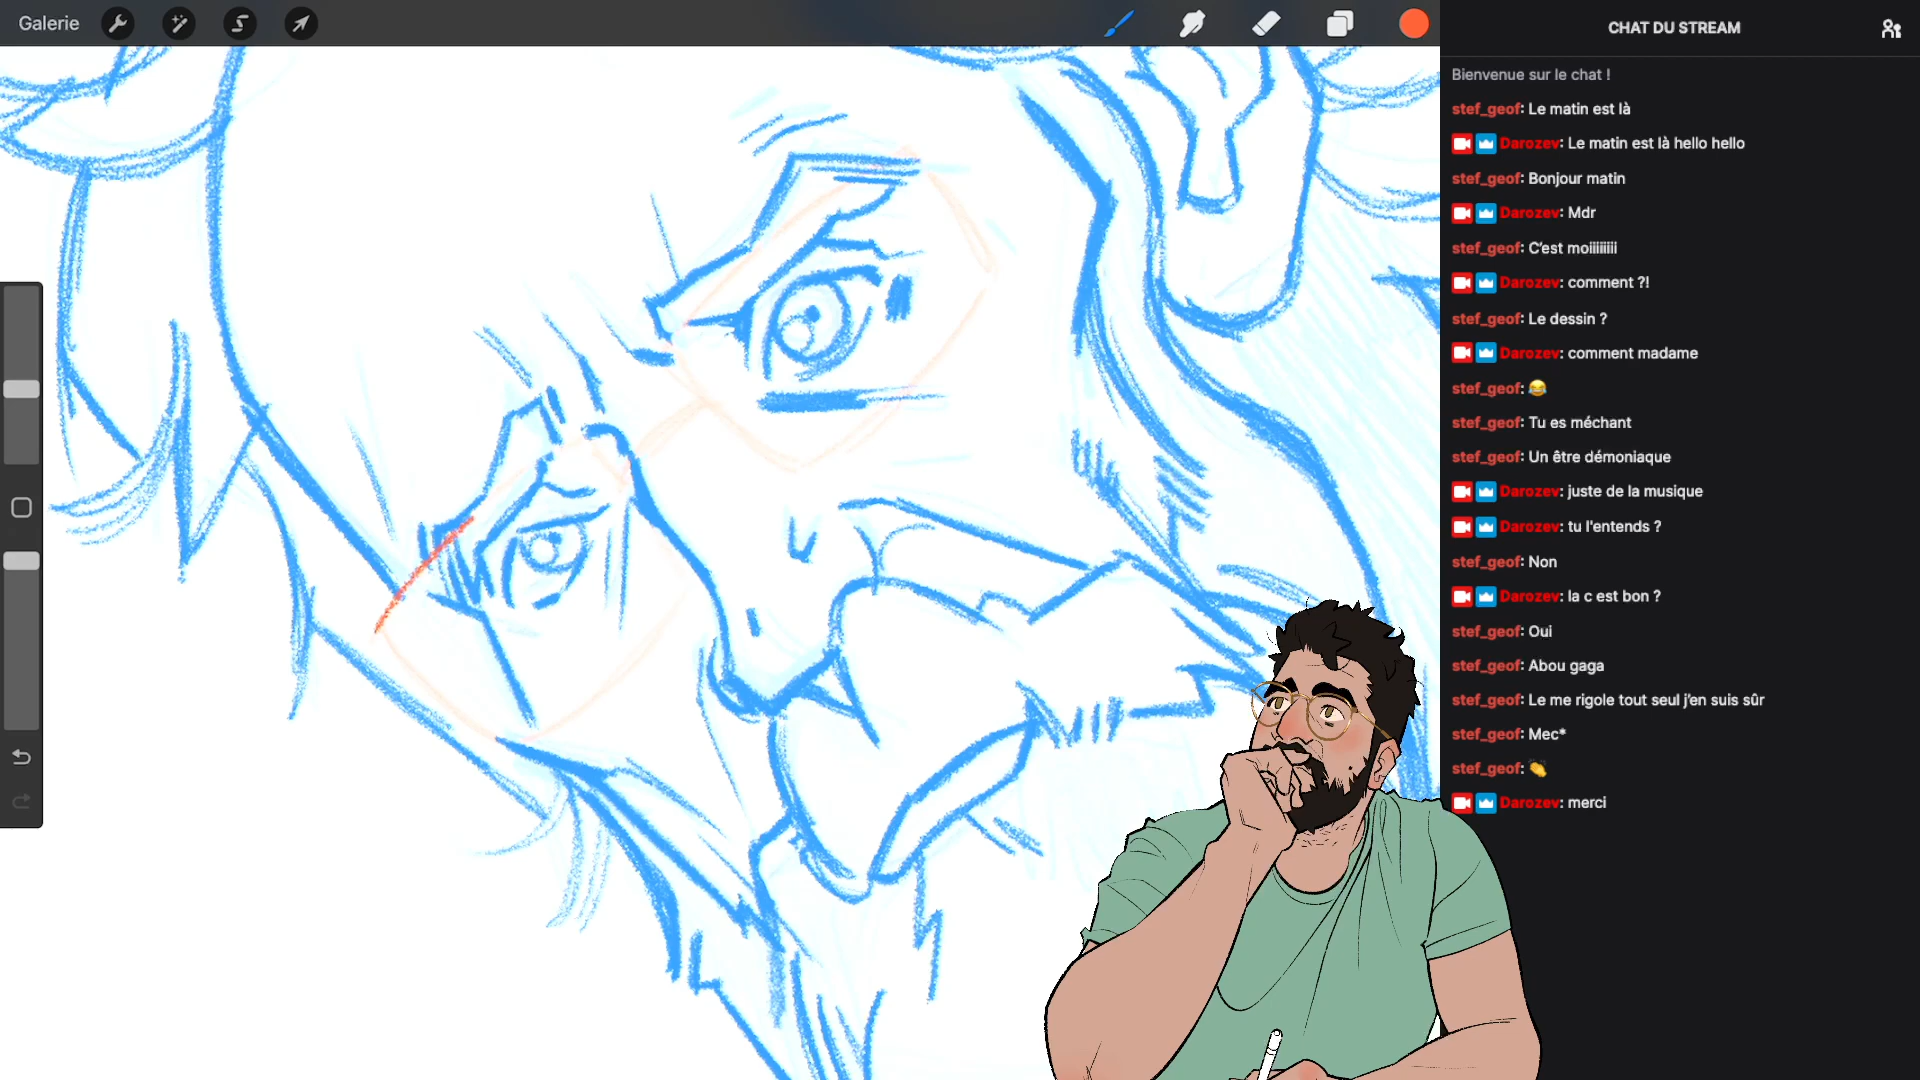 Galerie
CHAT DU STREAM
Bienvenue sur le chat !
stef_geof: Le matin est là
Darozev: Le matin est là hello hello
stef_geof: Bonjour matin
Darozev: Mdr
stef_geof: C'est moiiiiiiiii
Darozev: comment ?!
stef_geof: Le dessin ?
Darozev: comment madame
stef_geof: 😂
stef_geof: Tu es méchant
stef_geof: Un être démoniaque
Darozev: juste de la musique
Darozev: tu l'entends ?
stef_geof: Non
Darozev: la c est bon ?
stef_geof: Oui
stef_geof: Abou gaga
stef_geof: Le me rigole tout seul j'en suis sûr
stef_geof: Mec*
stef_geof: 👏
Darozev: merci